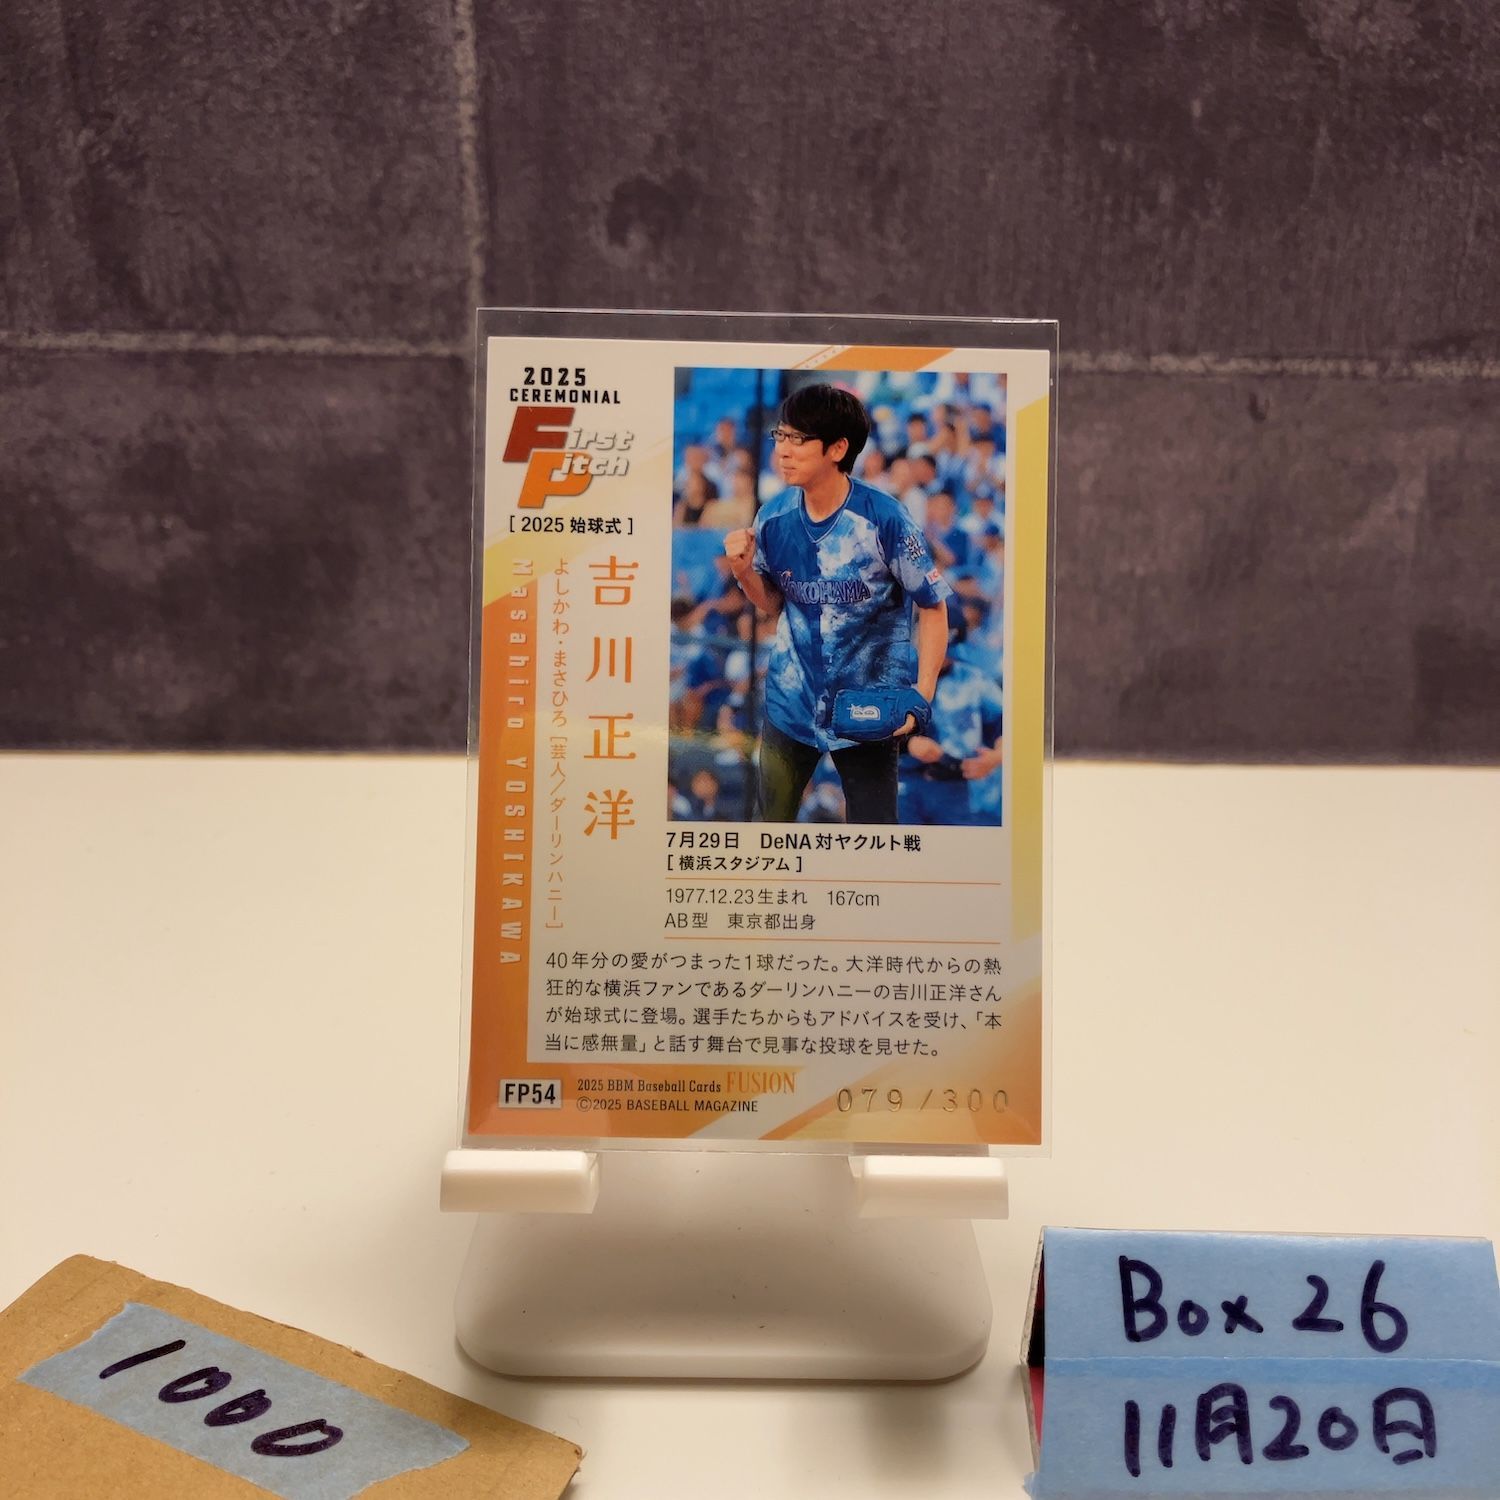 2025
CEREMONIAL
First
Pitch
[ 2025 始球式 ]
吉川正洋
よしかわ・まさひろ［芸人／ダーリンハニー］
Masahiro YOSHIKAWA
YOKOHAMA
7月29日　DeNA対ヤクルト戦
[ 横浜スタジアム ]
1977.12.23生まれ　167cm
AB型　東京都出身
40年分の愛がつまった1球だった。大洋時代からの熱
狂的な横浜ファンであるダーリンハニーの吉川正洋さん
が始球式に登場。選手たちからもアドバイスを受け、「本
当に感無量」と話す舞台で見事な投球を見せた。
FP54
2025 BBM Baseball Cards FUSION
©2025 BASEBALL MAGAZINE
079/300
1000
Box 26
11月20日